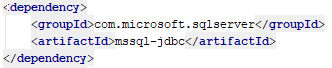 <dependency>
<groupId>com.microsoft.sqlserver</groupId>
<artifactId>mssql-jdbc</artifactId>
</dependency>